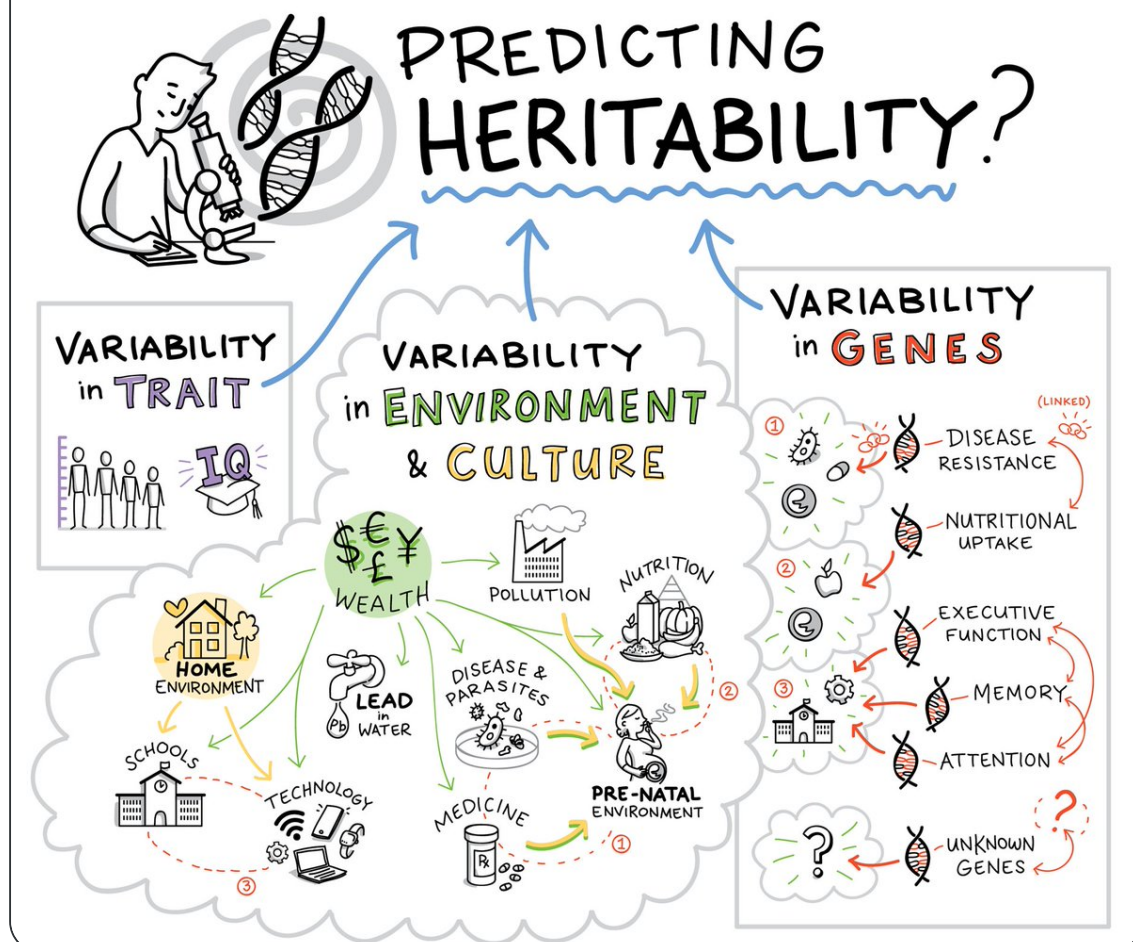 PREDICTING
HERITABILITY?
VARIABILITY
in TRAIT
IQ
VARIABILITY
in ENVIRONMENT
& CULTURE
$ € £ ¥
WEALTH
POLLUTION
NUTRITION
HOME
ENVIRONMENT
LEAD
in
WATER
Pb
DISEASE &
PARASITES
②
SCHOOLS
TECHNOLOGY
MEDICINE
Rx
PRE-NATAL
ENVIRONMENT
①
③
VARIABILITY
in GENES
(LINKED)
①
DISEASE
RESISTANCE
NUTRITIONAL
UPTAKE
②
EXECUTIVE
FUNCTION
③
MEMORY
ATTENTION
?
?
UNKNOWN
GENES